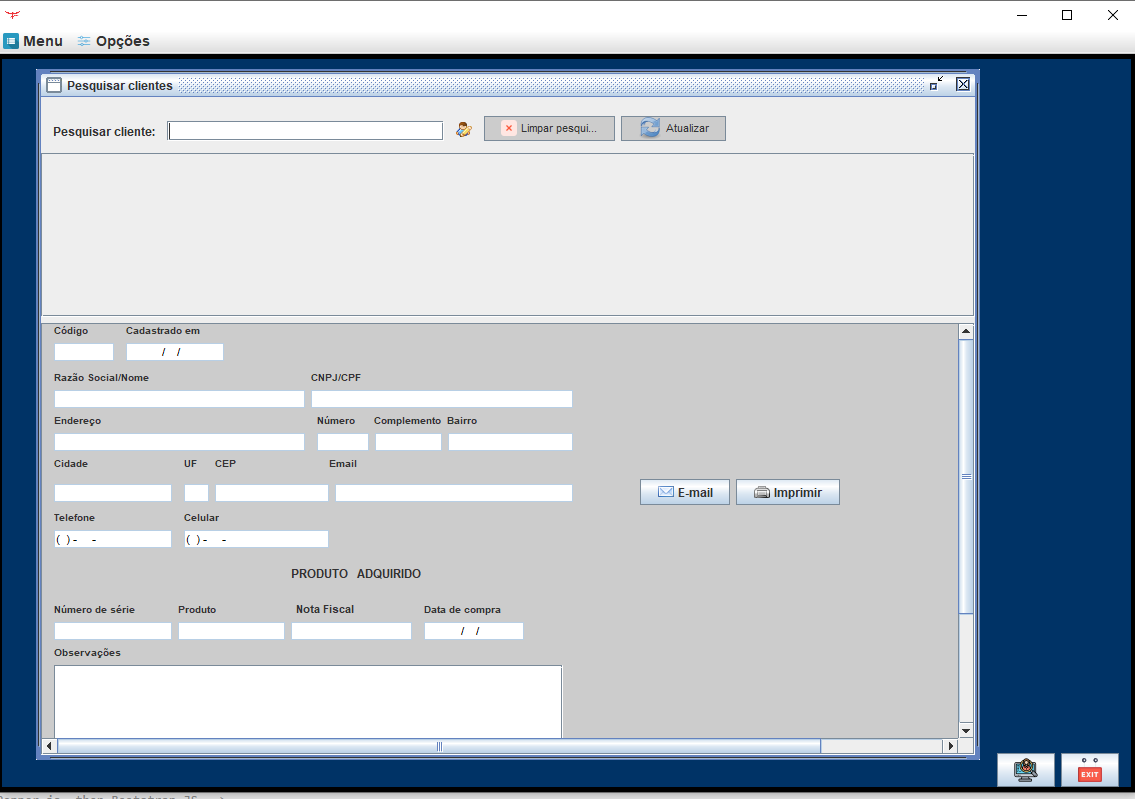 Menu Opções
Pesquisar clientes
Pesquisar cliente: Limpar pesqui... Atualizar
Código Cadastrado em
/ /
Razão Social/Nome CNPJ/CPF
Endereço Número Complemento Bairro
Cidade UF CEP Email
E-mail Imprimir
Telefone Celular
( ) - - ( ) - -
PRODUTO ADQUIRIDO
Número de série Produto Nota Fiscal Data de compra
/ /
Observações
EXIT